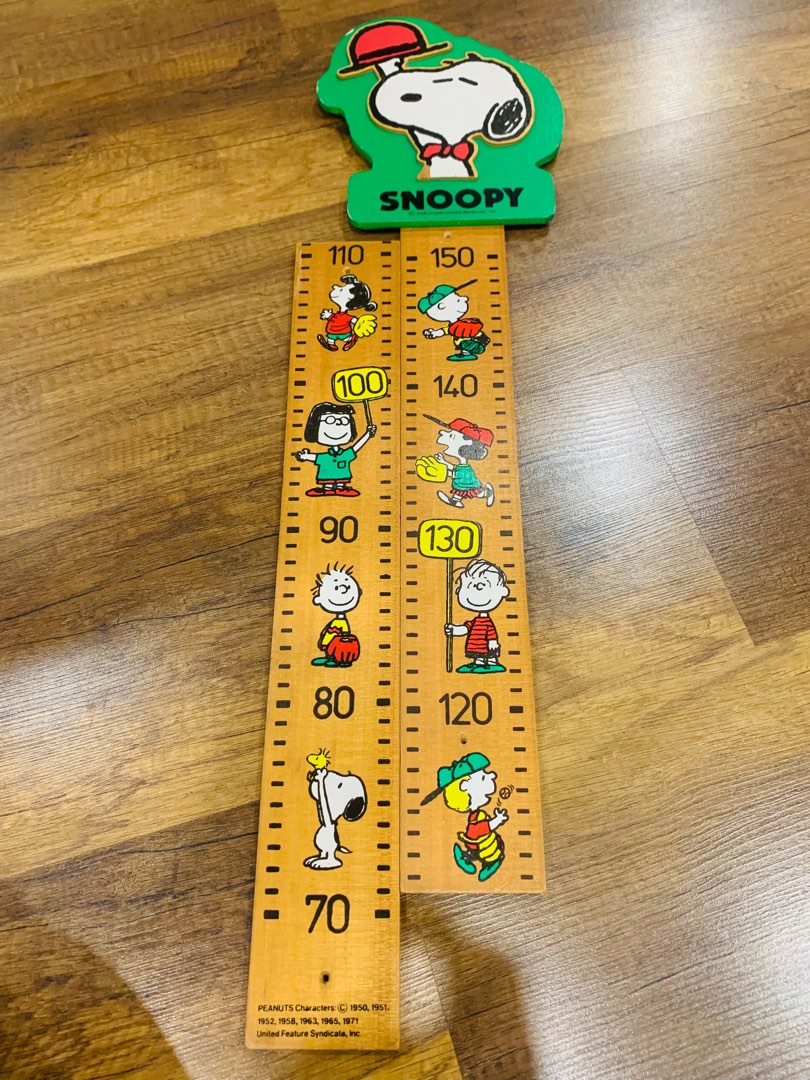 SNOOPY
110
100
90
80
70
PEANUTS Characters: Ⓒ 1950, 1951,
1952, 1958, 1963, 1965, 1971
United Feature Syndicate, Inc.
150
140
130
120